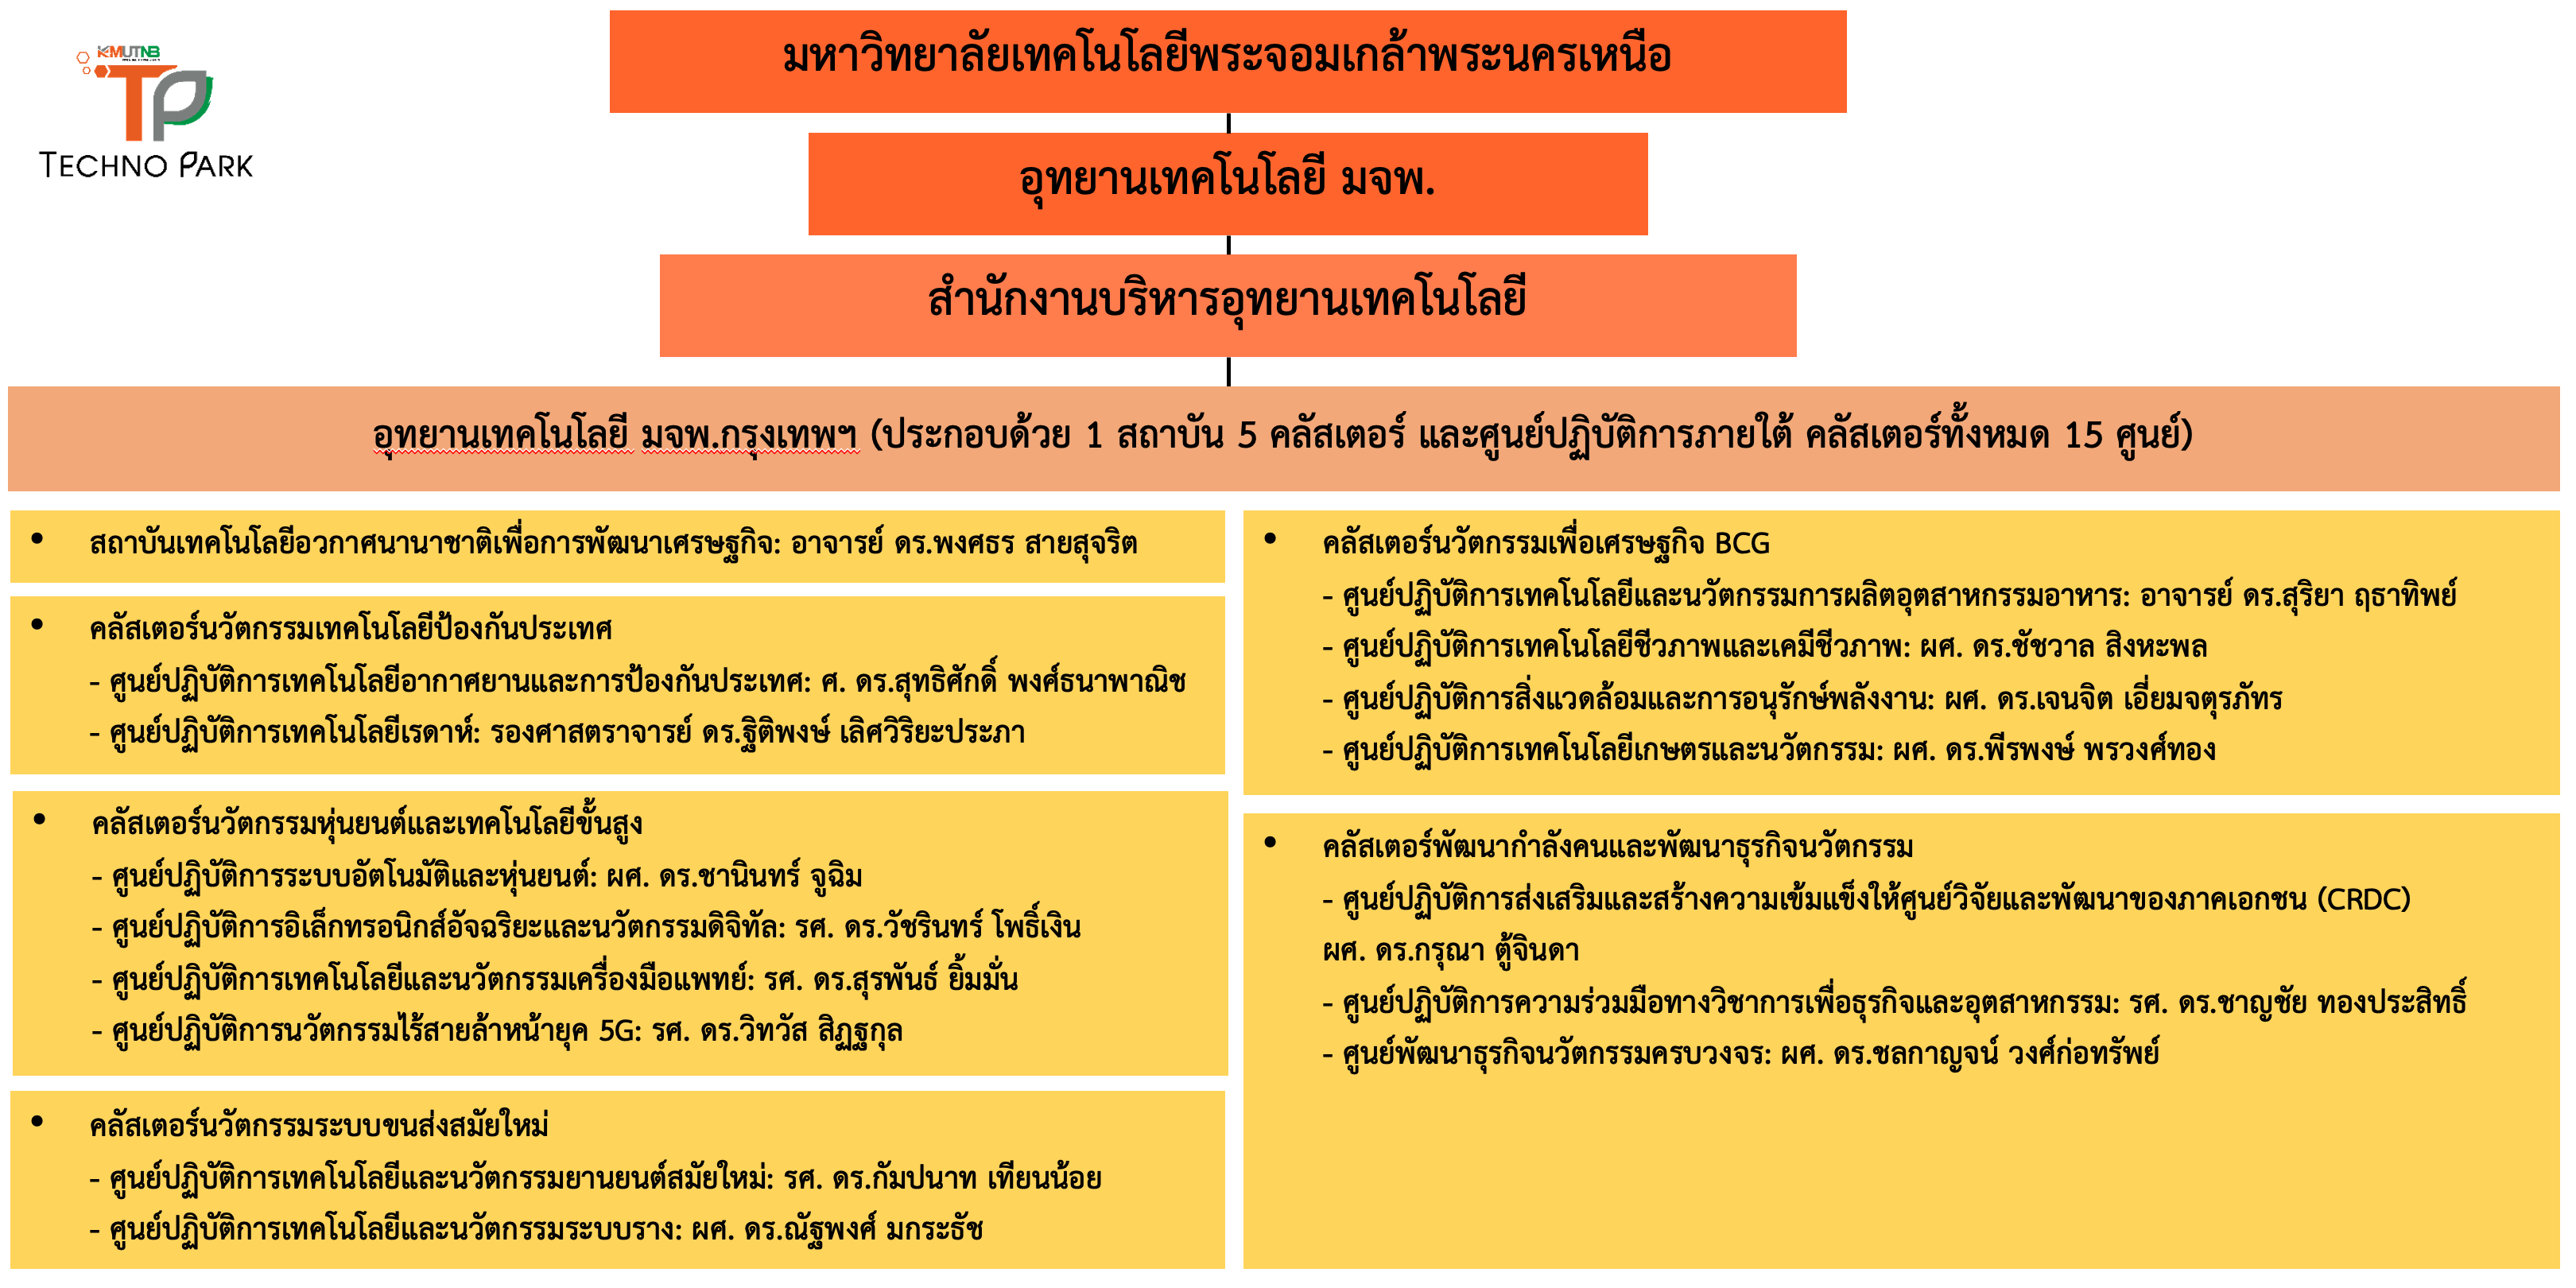 KMUTNB
TECHNO PARK
มหาวิทยาลัยเทคโนโลยีพระจอมเกล้าพระนครเหนือ
อุทยานเทคโนโลยี มจพ.
สำนักงานบริหารอุทยานเทคโนโลยี
อุทยานเทคโนโลยี มจพ.กรุงเทพฯ (ประกอบด้วย 1 สถาบัน 5 คลัสเตอร์ และศูนย์ปฏิบัติการภายใต้ คลัสเตอร์ทั้งหมด 15 ศูนย์)
• สถาบันเทคโนโลยีอวกาศนานาชาติเพื่อการพัฒนาเศรษฐกิจ: อาจารย์ ดร.พงศธร สายสุจริต
• คลัสเตอร์นวัตกรรมเทคโนโลยีป้องกันประเทศ
- ศูนย์ปฏิบัติการเทคโนโลยีอากาศยานและการป้องกันประเทศ: ศ. ดร.สุทธิศักดิ์ พงศ์ธนาพาณิช
- ศูนย์ปฏิบัติการเทคโนโลยีเรดาห์: รองศาสตราจารย์ ดร.ฐิติพงษ์ เลิศวิริยะประภา
• คลัสเตอร์นวัตกรรมหุ่นยนต์และเทคโนโลยีขั้นสูง
- ศูนย์ปฏิบัติการระบบอัตโนมัติและหุ่นยนต์: ผศ. ดร.ชานินทร์ จูฉิม
- ศูนย์ปฏิบัติการอิเล็กทรอนิกส์อัจฉริยะและนวัตกรรมดิจิทัล: รศ. ดร.วัชรินทร์ โพธิ์เงิน
- ศูนย์ปฏิบัติการเทคโนโลยีและนวัตกรรมเครื่องมือแพทย์: รศ. ดร.สุรพันธ์ ยิ้มมั่น
- ศูนย์ปฏิบัติการนวัตกรรมไร้สายล้าหน้ายุค 5G: รศ. ดร.วิทวัส สิฏฐกุล
• คลัสเตอร์นวัตกรรมระบบขนส่งสมัยใหม่
- ศูนย์ปฏิบัติการเทคโนโลยีและนวัตกรรมยานยนต์สมัยใหม่: รศ. ดร.กัมปนาท เทียนน้อย
- ศูนย์ปฏิบัติการเทคโนโลยีและนวัตกรรมระบบราง: ผศ. ดร.ณัฐพงศ์ มกระธัช
• คลัสเตอร์นวัตกรรมเพื่อเศรษฐกิจ BCG
- ศูนย์ปฏิบัติการเทคโนโลยีและนวัตกรรมการผลิตอุตสาหกรรมอาหาร: อาจารย์ ดร.สุริยา ฤธาทิพย์
- ศูนย์ปฏิบัติการเทคโนโลยีชีวภาพและเคมีชีวภาพ: ผศ. ดร.ชัชวาล สิงหะพล
- ศูนย์ปฏิบัติการสิ่งแวดล้อมและการอนุรักษ์พลังงาน: ผศ. ดร.เจนจิต เอี่ยมจตุรภัทร
- ศูนย์ปฏิบัติการเทคโนโลยีเกษตรและนวัตกรรม: ผศ. ดร.พีรพงษ์ พรวงศ์ทอง
• คลัสเตอร์พัฒนากำลังคนและพัฒนาธุรกิจนวัตกรรม
- ศูนย์ปฏิบัติการส่งเสริมและสร้างความเข้มแข็งให้ศูนย์วิจัยและพัฒนาของภาคเอกชน (CRDC)
ผศ. ดร.กรุณา ตู้จินดา
- ศูนย์ปฏิบัติการความร่วมมือทางวิชาการเพื่อธุรกิจและอุตสาหกรรม: รศ. ดร.ชาญชัย ทองประสิทธิ์
- ศูนย์พัฒนาธุรกิจนวัตกรรมครบวงจร: ผศ. ดร.ชลกาญจน์ วงศ์ก่อทรัพย์